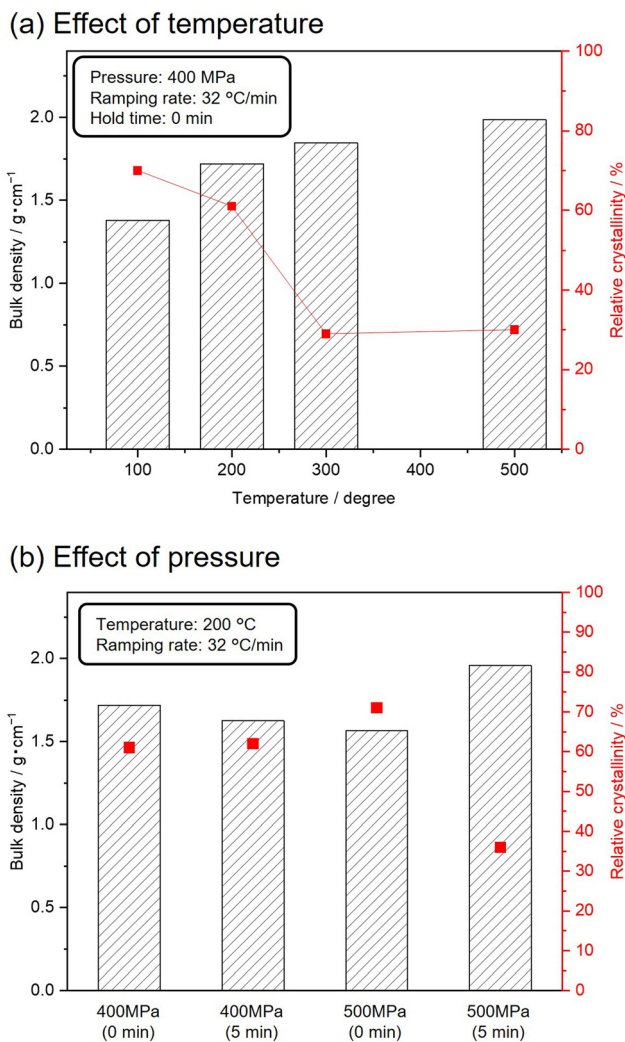 (a) Effect of temperature
Pressure: 400 MPa
Ramping rate: 32 °C/min
Hold time: 0 min
Bulk density / g•cm⁻¹
2.0
1.5
1.0
0.5
0.0
100
80
60
40
20
0
Relative crystallinity / %
100
200
300
400
500
Temperature / degree
(b) Effect of pressure
Temperature: 200 °C
Ramping rate: 32 °C/min
Bulk density / g•cm⁻¹
2.0
1.5
1.0
0.5
0.0
100
90
80
70
60
50
40
30
20
10
0
Relative crystallinity / %
400MPa
(0 min)
400MPa
(5 min)
500MPa
(0 min)
500MPa
(5 min)